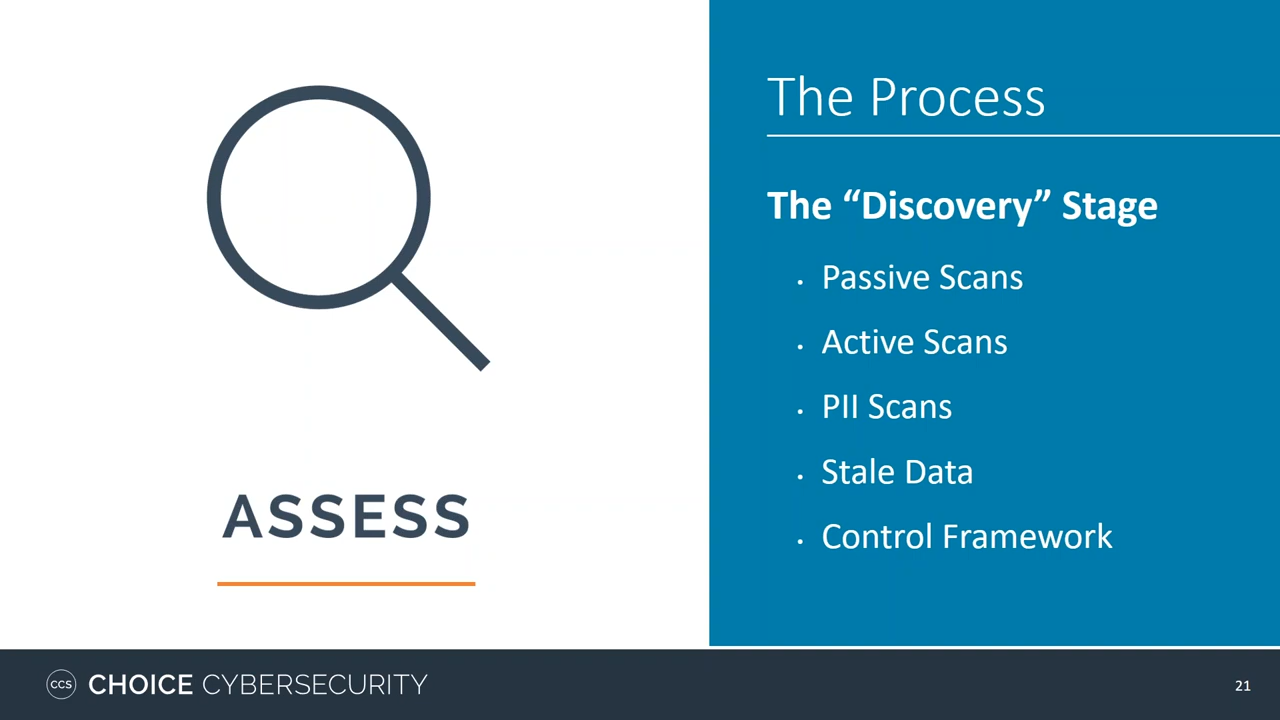 ASSESS
The Process
The “Discovery” Stage
• Passive Scans
• Active Scans
• PII Scans
• Stale Data
• Control Framework
CCS CHOICE CYBERSECURITY
21